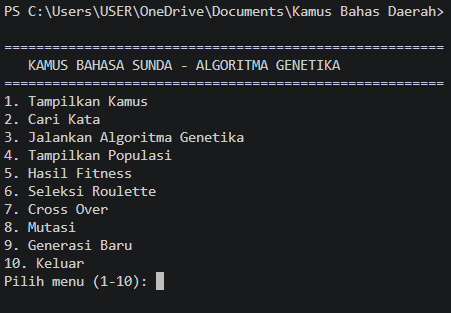 PS C:\Users\USER\OneDrive\Documents\Kamus Bahas Daerah>
=======================================================
KAMUS BAHASA SUNDA - ALGORITMA GENETIKA
=======================================================
1. Tampilkan Kamus
2. Cari Kata
3. Jalankan Algoritma Genetika
4. Tampilkan Populasi
5. Hasil Fitness
6. Seleksi Roulette
7. Cross Over
8. Mutasi
9. Generasi Baru
10. Keluar
Pilih menu (1-10):